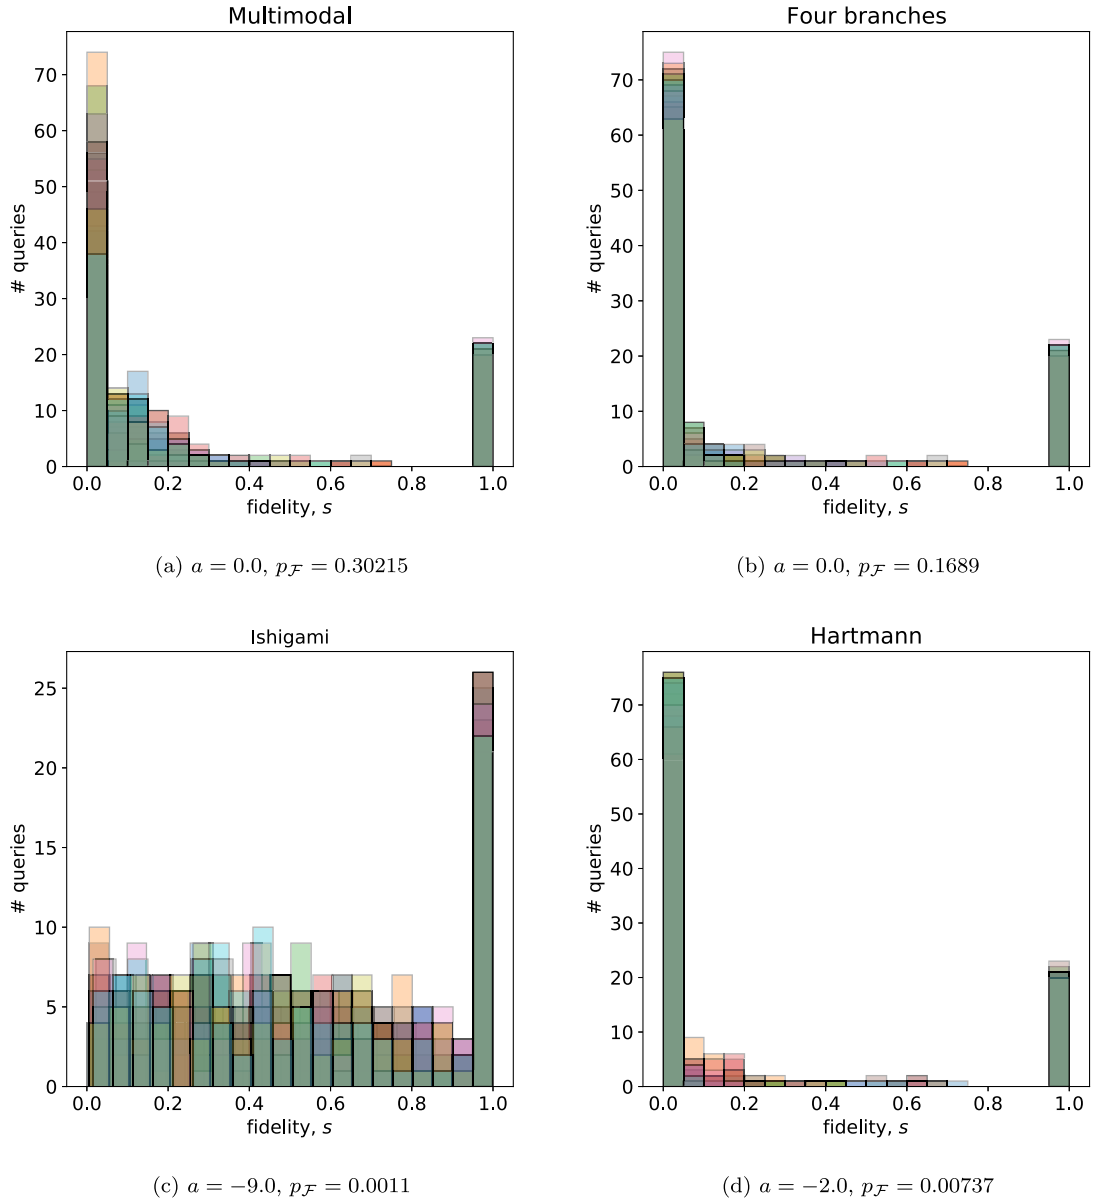 Multimodal
# queries
70
60
50
40
30
20
10
0
0.0 0.2 0.4 0.6 0.8 1.0
fidelity, s
(a) a = 0.0, p_F = 0.30215
Four branches
# queries
70
60
50
40
30
20
10
0
0.0 0.2 0.4 0.6 0.8 1.0
fidelity, s
(b) a = 0.0, p_F = 0.1689
Ishigami
# queries
25
20
15
10
5
0
0.0 0.2 0.4 0.6 0.8 1.0
fidelity, s
(c) a = −9.0, p_F = 0.0011
Hartmann
# queries
70
60
50
40
30
20
10
0
0.0 0.2 0.4 0.6 0.8 1.0
fidelity, s
(d) a = −2.0, p_F = 0.00737